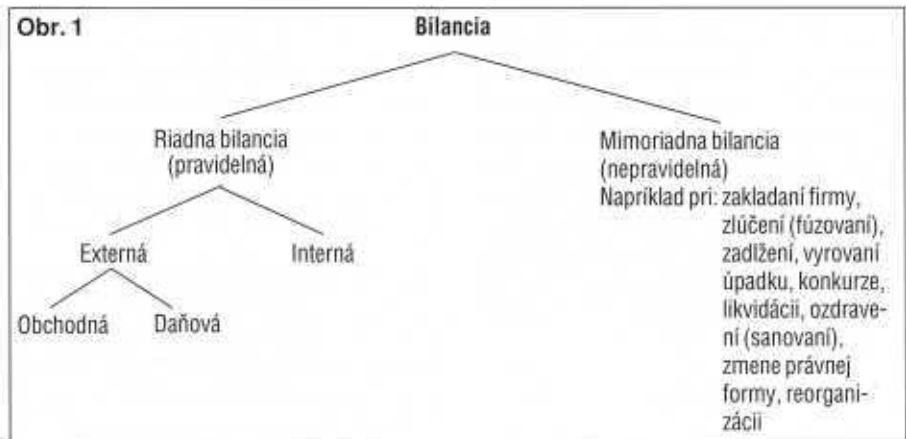 Obr. 1
Bilancia
Riadna bilancia
(pravidelná)
Mimoriadna bilancia
(nepravidelná)
Napríklad pri: zakladaní firmy,
zlúčení (fúzovaní),
zadlžení, vyrovaní
úpadku, konkurze,
likvidácii, ozdrave-
ní (sanovaní),
zmene právnej
formy, reorgani-
zácii
Externá
Interná
Obchodná
Daňová